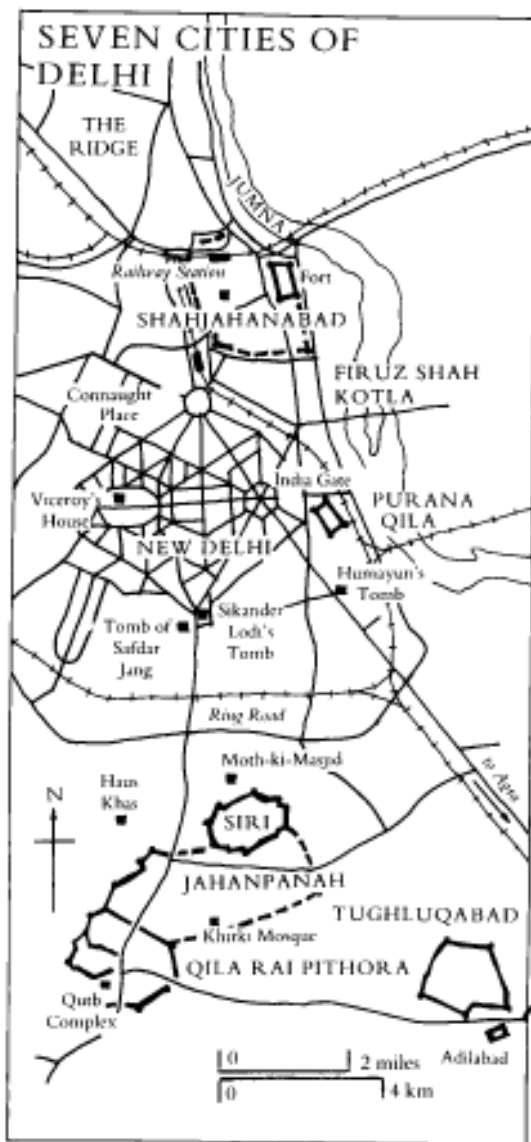 SEVEN CITIES OF
DELHI
THE
RIDGE
JUMNA
Railway Station
Fort
SHAHJAHANABAD
FIRUZ SHAH
KOTLA
Connaught
Place
India Gate
Viceroy's
House
PURANA
QILA
NEW DELHI
Humayun's
Tomb
Tomb of
Safdar
Jang
Sikander
Lodi's
Tomb
Ring Road
to Agra
Moth-ki-Masjid
Haus
Khas
N
SIRI
JAHANPANAH
TUGHLUQABAD
Khirki Mosque
QILA RAI PITHORA
Qutb
Complex
Adilabad
0 2 miles
0 4 km